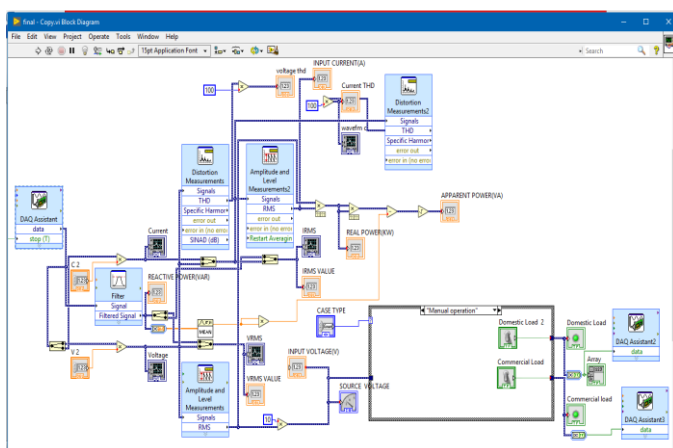 final - Copy.vi Block Diagram
File Edit View Project Operate Tools Window Help
15pt Application Font
Search
INPUT CURRENT(A)
voltage thd
Current THD
100
100
wavefrm c
Distortion Measurements2
Signals
THD
Specific Harmor
error out
error in (no erroc
Distortion Measurements
Signals
THD
Specific Harmor
error out
error in (no erroc
SINAD (dB)
Amplitude and Level Measurements2
Signals
RMS
error out
error in (no erroc
Restart Averagin
APPARENT POWER(VA)
REAL POWER(KW)
DAQ Assistant
data
stop (T)
Current
C 2
IRMS
IRMS VALUE
Filter
Signal
Filtered Signal
REACTIVE POWER(VAR)
MEAN
CASE TYPE
"Manual operation"
Domestic Load 2
Commercial Load
Domestic Load
Array
Commercial load
DAQ Assistant2
data
DAQ Assistant3
data
V 2
Voltage
VRMS
VRMS VALUE
INPUT VOLTAGE(V)
SOURCE VOLTAGE
Amplitude and Level Measurements
Signals
RMS
10